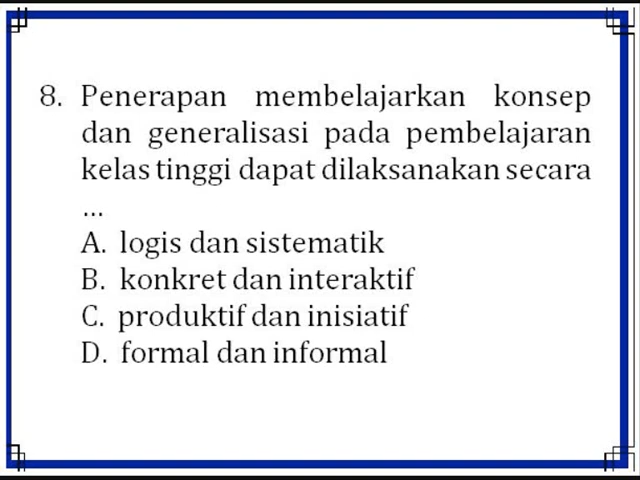 8. Penerapan membelajarkan konsep
dan generalisasi pada pembelajaran
kelas tinggi dapat dilaksanakan secara
...
A. logis dan sistematik
B. konkret dan interaktif
C. produktif dan inisiatif
D. formal dan informal